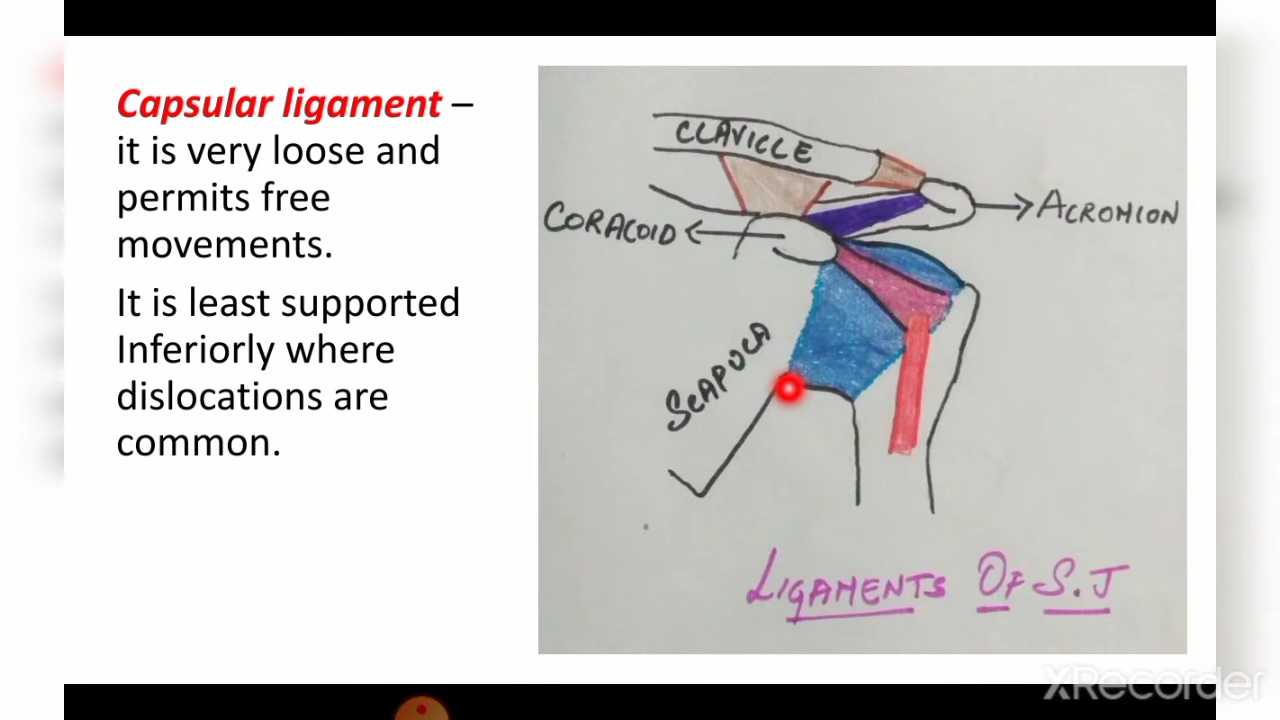 Capsular ligament –
it is very loose and
permits free
movements.
It is least supported
Inferiorly where
dislocations are
common.
CLAVICLE
CORACOID
ACROMION
SCAPULA
LIGAMENTS OF S.J
XRecorder